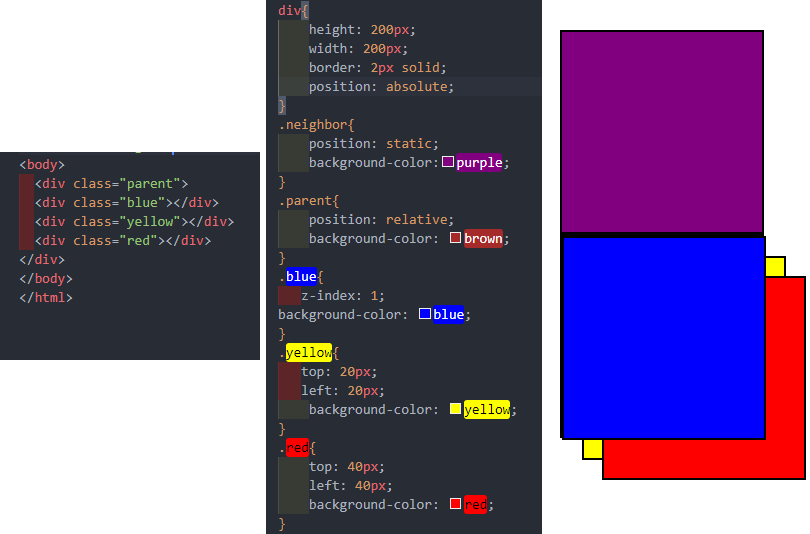 <body>
<div class="parent">
<div class="blue"></div>
<div class="yellow"></div>
<div class="red"></div>
</div>
</body>
</html>
div{
height: 200px;
width: 200px;
border: 2px solid;
position: absolute;
}
.neighbor{
position: static;
background-color: purple;
}
.parent{
position: relative;
background-color: brown;
}
.blue{
z-index: 1;
background-color: blue;
}
.yellow{
top: 20px;
left: 20px;
background-color: yellow;
}
.red{
top: 40px;
left: 40px;
background-color: red;
}